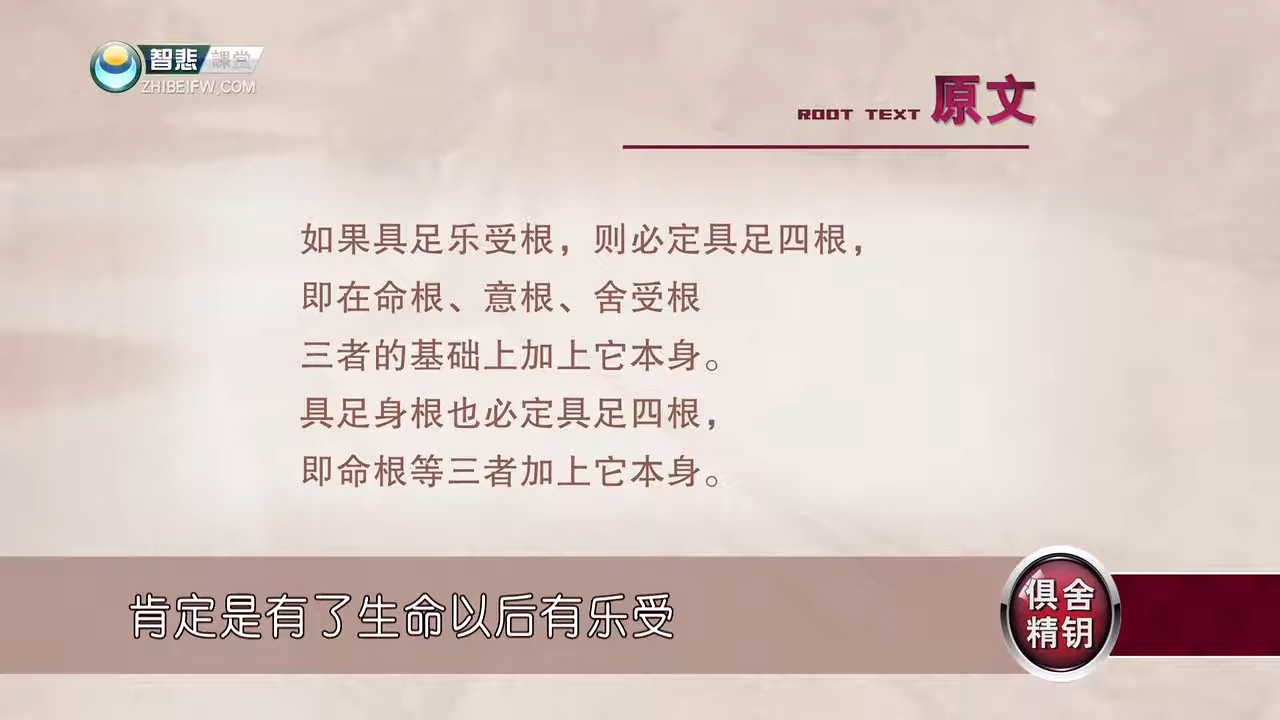 智悲課堂
ZHIBEIFW.COM
ROOT TEXT 原文
如果具足乐受根，则必定具足四根，
即在命根、意根、舍受根
三者的基础上加上它本身。
具足身根也必定具足四根，
即命根等三者加上它本身。
肯定是有了生命以后有乐受
俱舍
精钥